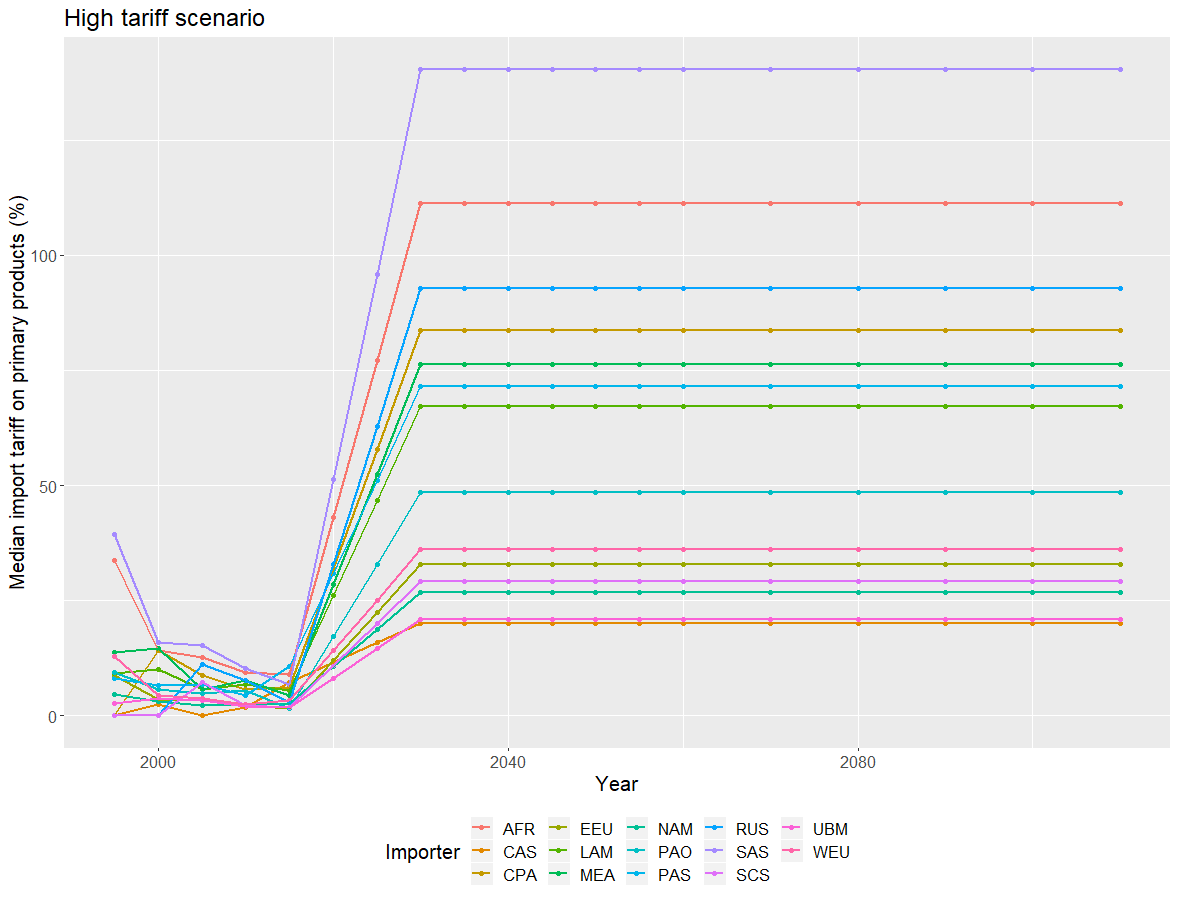 High tariff scenario
Median import tariff on primary products (%)
100
50
0
2000 2040 2080
Year
Importer
AFR EEU NAM RUS UBM
CAS LAM PAO SAS WEU
CPA MEA PAS SCS